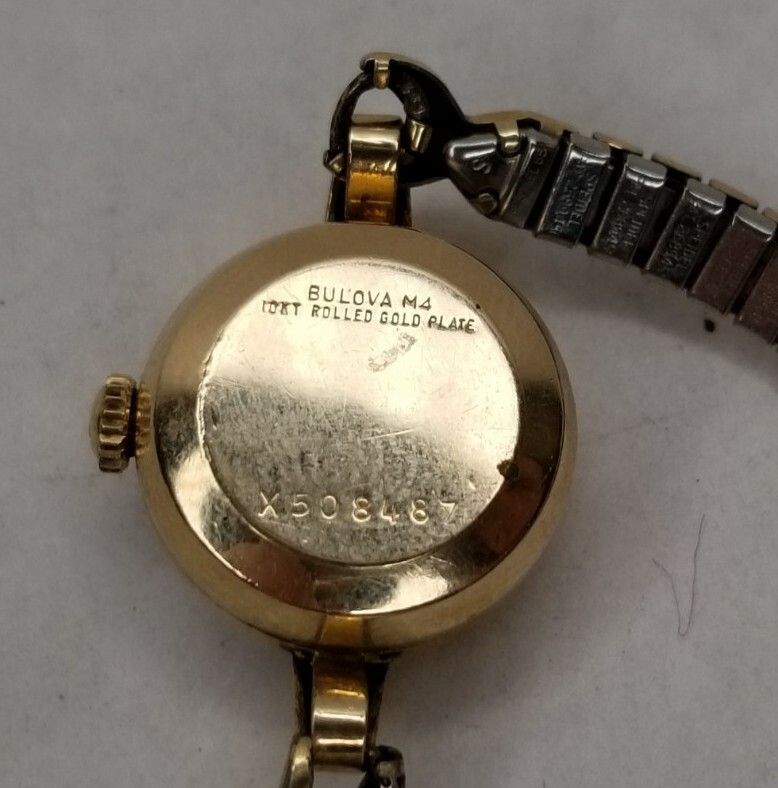 BULOVA M4
10KT ROLLED GOLD PLATE
X508487